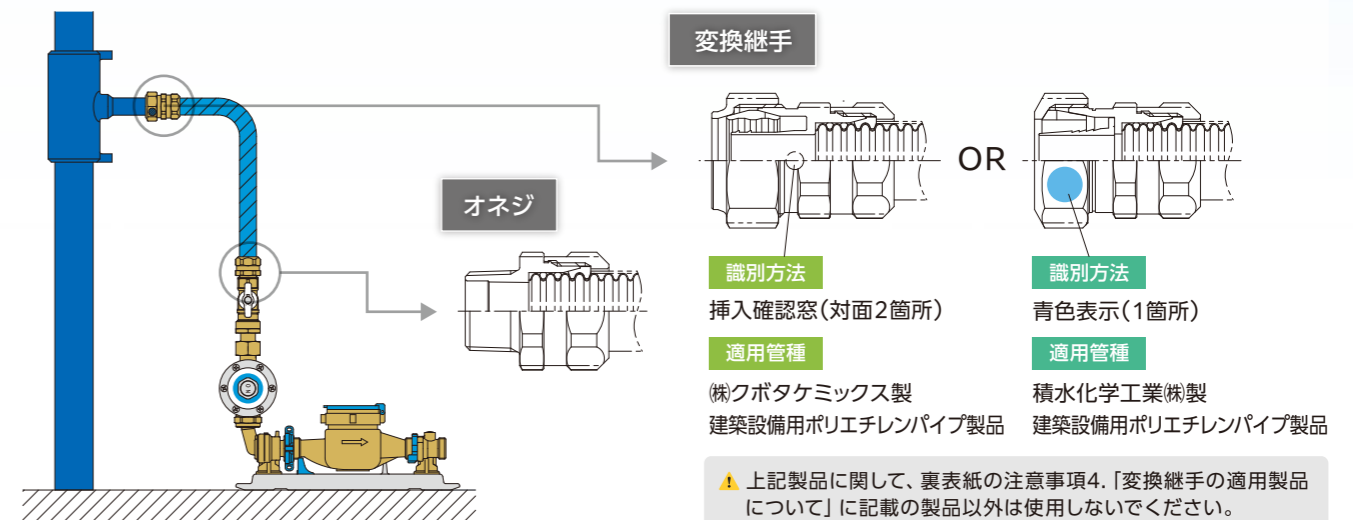 変換継手
オネジ
OR
識別方法
挿入確認窓（対面2箇所）
適用管種
㈱クボタケミックス製
建築設備用ポリエチレンパイプ製品
識別方法
青色表示（1箇所）
適用管種
積水化学工業㈱製
建築設備用ポリエチレンパイプ製品
上記製品に関して、裏表紙の注意事項4.「変換継手の適用製品
について」に記載の製品以外は使用しないでください。